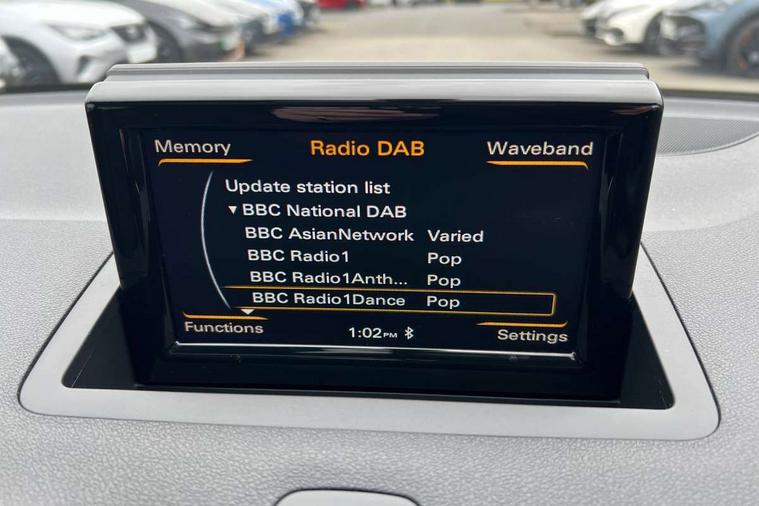 Memory Radio DAB Waveband
Update station list
▼ BBC National DAB
BBC AsianNetwork Varied
BBC Radio1 Pop
BBC Radio1Anth... Pop
BBC Radio1Dance Pop
Functions 1:02PM Settings